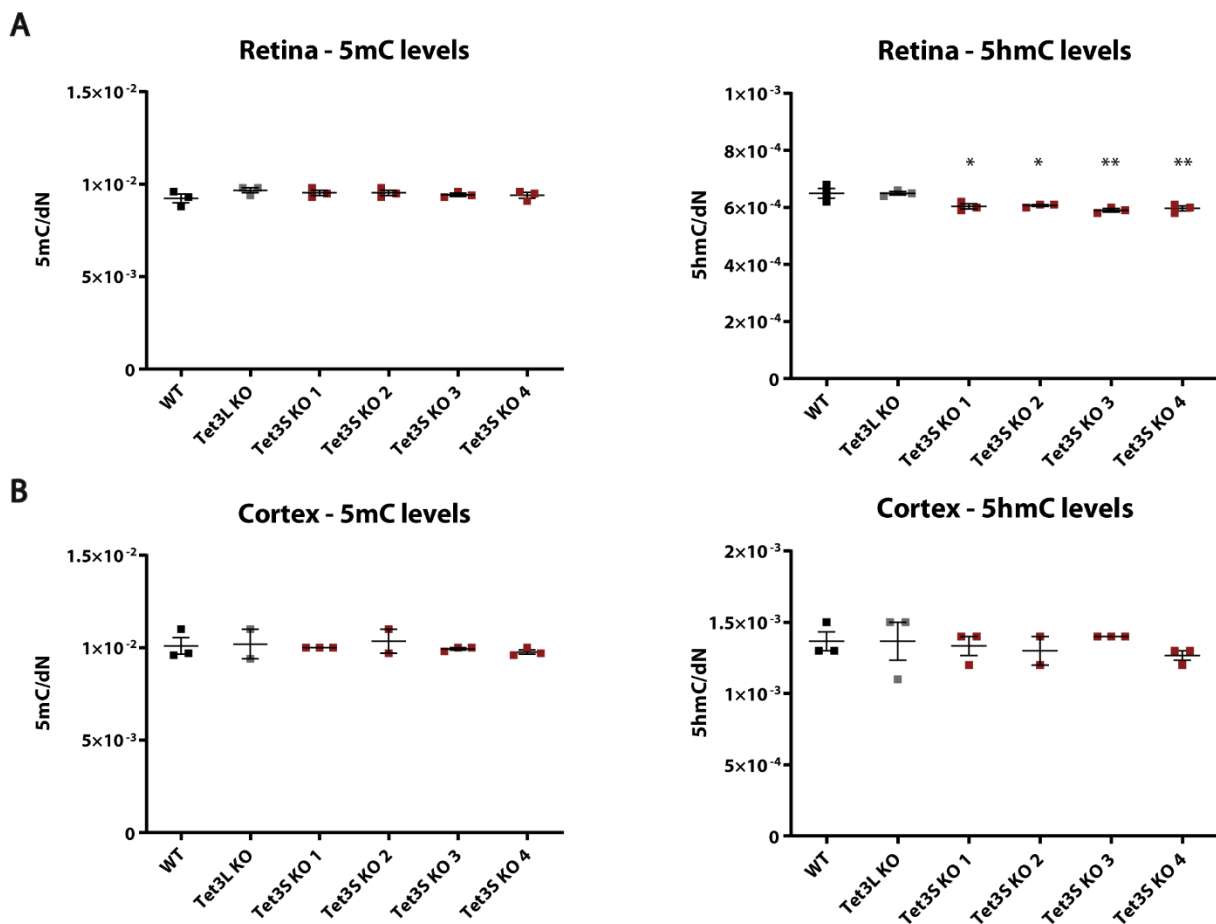 A
Retina - 5mC levels
5mC/dN
1.5×10⁻²
1×10⁻²
5×10⁻³
0
WT
Tet3L KO
Tet3S KO 1
Tet3S KO 2
Tet3S KO 3
Tet3S KO 4
Retina - 5hmC levels
5hmC/dN
1×10⁻³
8×10⁻⁴
6×10⁻⁴
4×10⁻⁴
2×10⁻⁴
0
* * ** **
WT
Tet3L KO
Tet3S KO 1
Tet3S KO 2
Tet3S KO 3
Tet3S KO 4
B
Cortex - 5mC levels
5mC/dN
1.5×10⁻²
1×10⁻²
5×10⁻³
0
WT
Tet3L KO
Tet3S KO 1
Tet3S KO 2
Tet3S KO 3
Tet3S KO 4
Cortex - 5hmC levels
5hmC/dN
2×10⁻³
1.5×10⁻³
1×10⁻³
5×10⁻⁴
0
WT
Tet3L KO
Tet3S KO 1
Tet3S KO 2
Tet3S KO 3
Tet3S KO 4